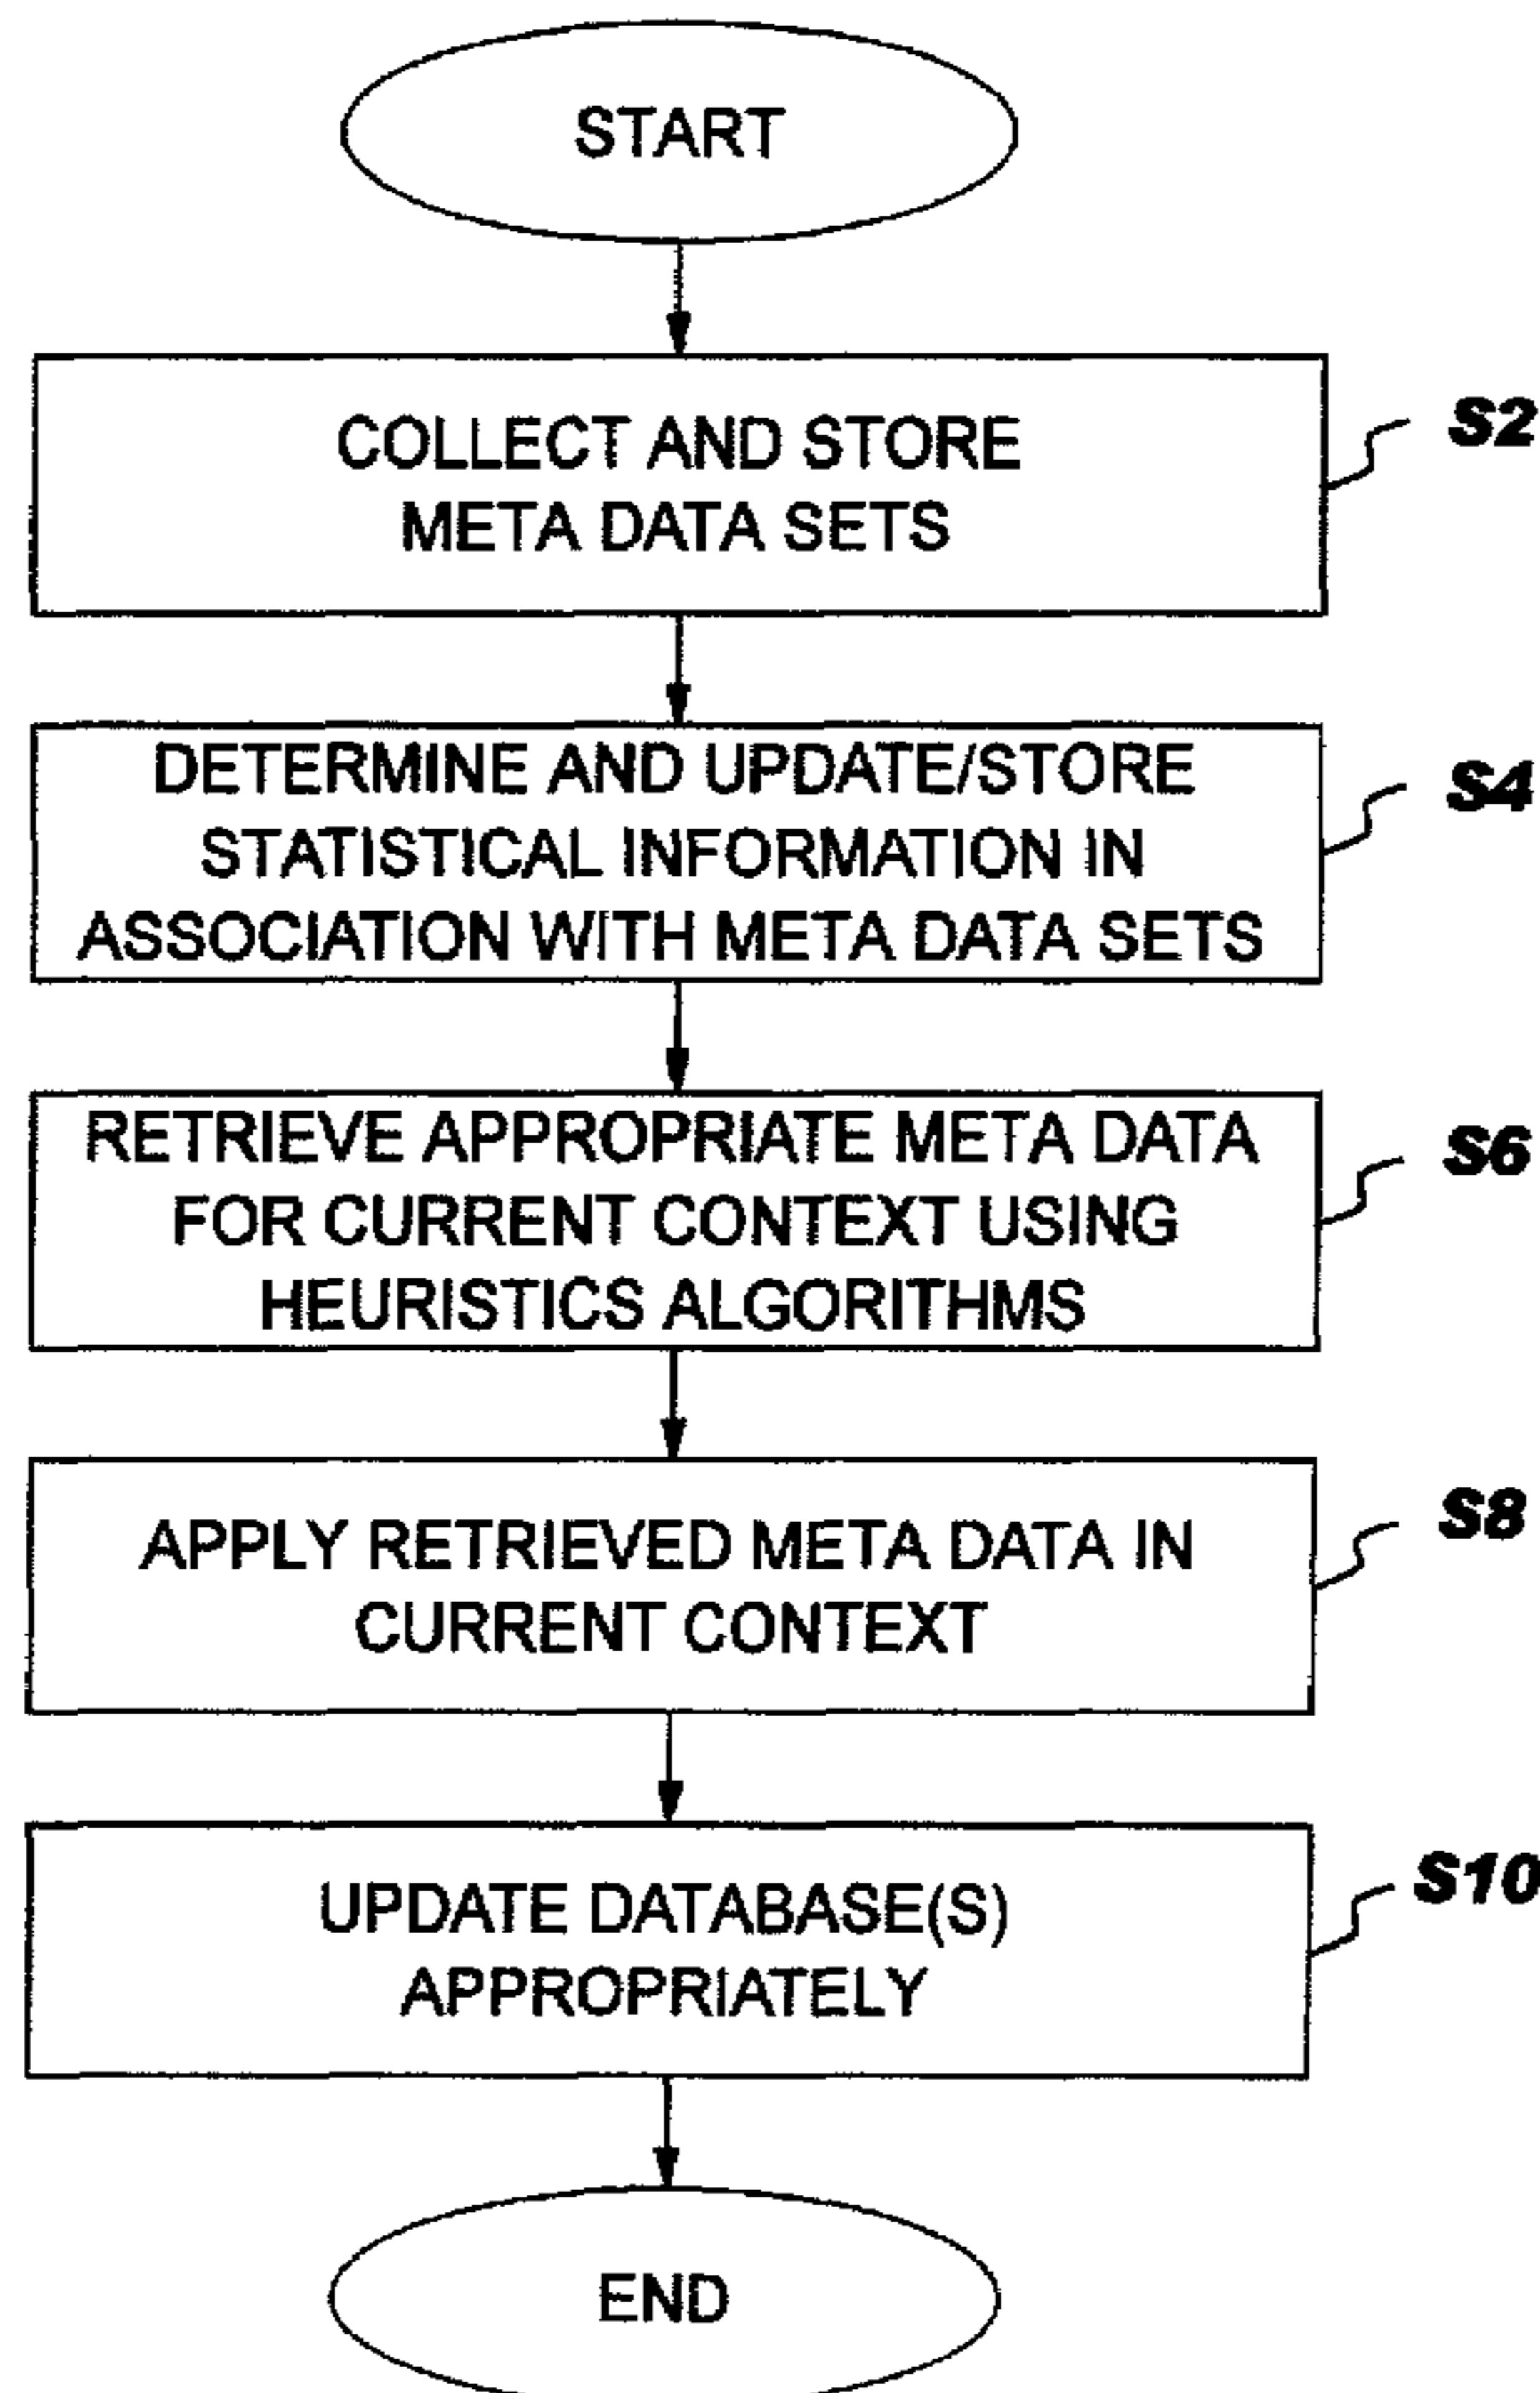 START
COLLECT AND STORE
META DATA SETS
S2
DETERMINE AND UPDATE/STORE
STATISTICAL INFORMATION IN
ASSOCIATION WITH META DATA SETS
S4
RETRIEVE APPROPRIATE META DATA
FOR CURRENT CONTEXT USING
HEURISTICS ALGORITHMS
S6
APPLY RETRIEVED META DATA IN
CURRENT CONTEXT
S8
UPDATE DATABASE(S)
APPROPRIATELY
S10
END